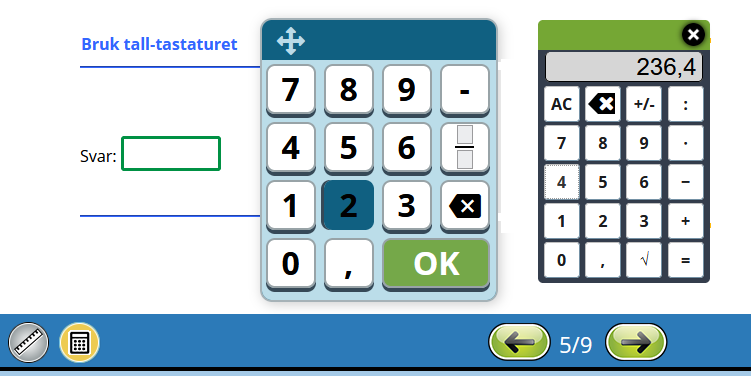 Bruk tall-tastaturet
Svar:
7 8 9 -
4 5 6
1 2 3
0 , OK
236,4
AC +/- :
7 8 9 ·
4 5 6 −
1 2 3 +
0 , √ =
5/9